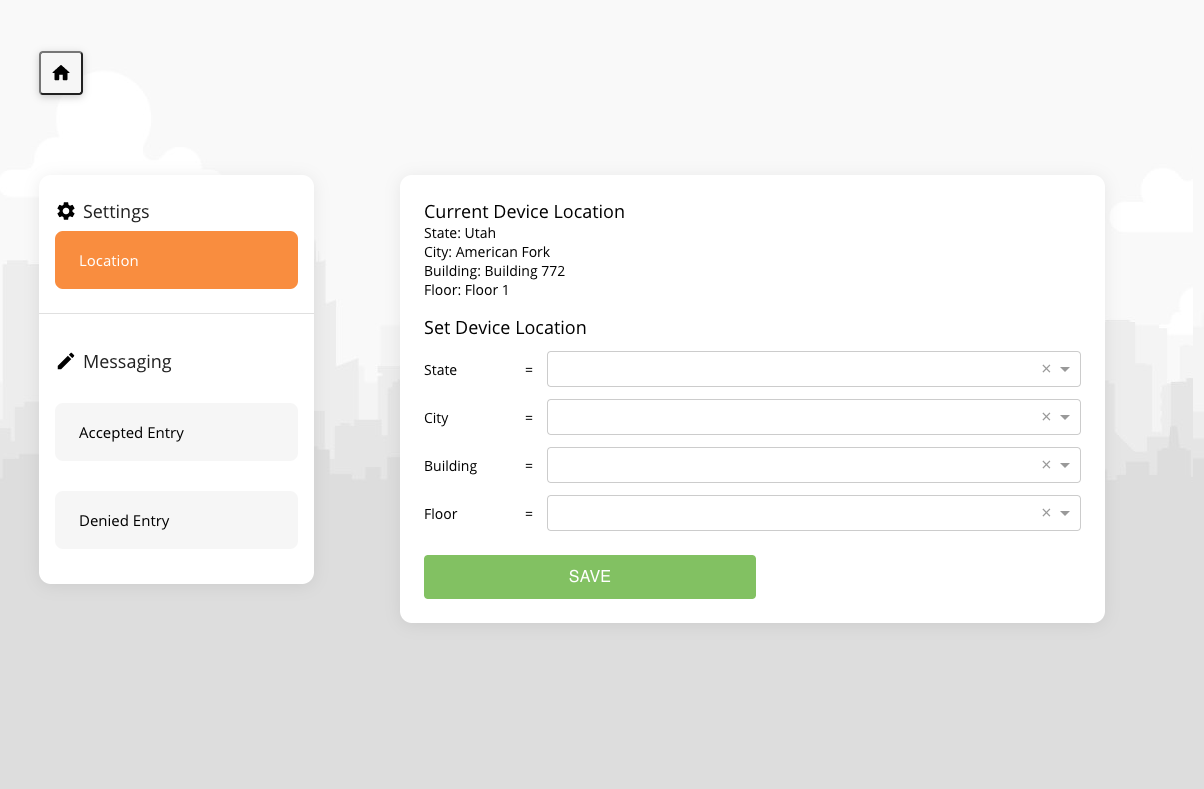 Settings
Location
Messaging
Accepted Entry
Denied Entry
Current Device Location
State: Utah
City: American Fork
Building: Building 772
Floor: Floor 1
Set Device Location
State =
City =
Building =
Floor =
SAVE